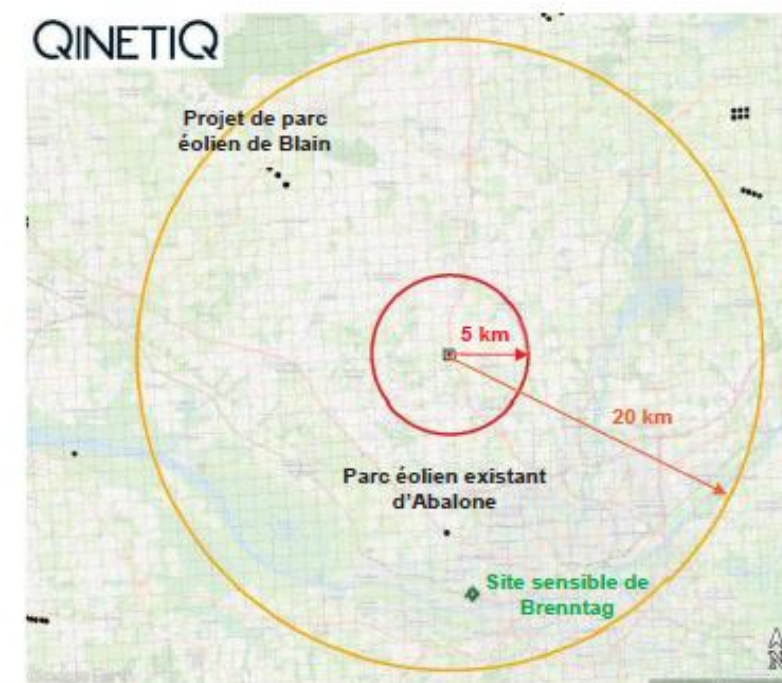 QINETIQ
Projet de parc
éolien de Blain
5 km
20 km
Parc éolien existant
d'Abalone
Site sensible de
Brenntag
N